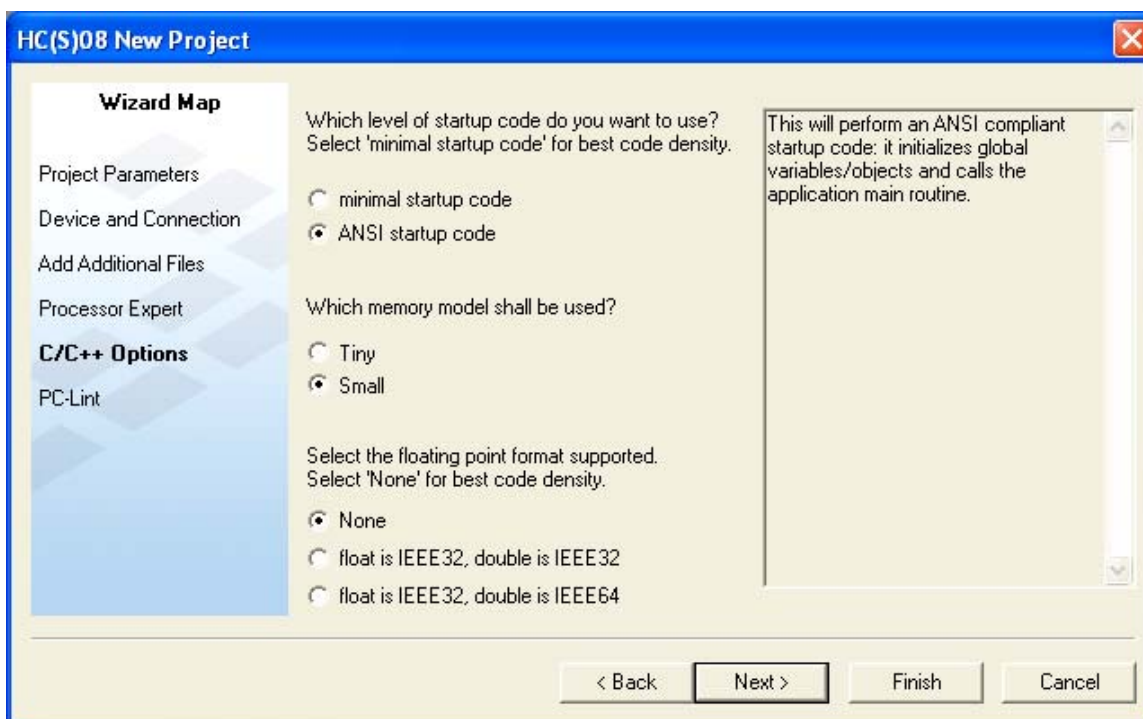 HC(S)08 New Project
Wizard Map
Project Parameters
Device and Connection
Add Additional Files
Processor Expert
C/C++ Options
PC-Lint
Which level of startup code do you want to use?
Select 'minimal startup code' for best code density.
minimal startup code
ANSI startup code
Which memory model shall be used?
Tiny
Small
Select the floating point format supported.
Select 'None' for best code density.
None
float is IEEE32, double is IEEE32
float is IEEE32, double is IEEE64
This will perform an ANSI compliant
startup code: it initializes global
variables/objects and calls the
application main routine.
< Back
Next >
Finish
Cancel